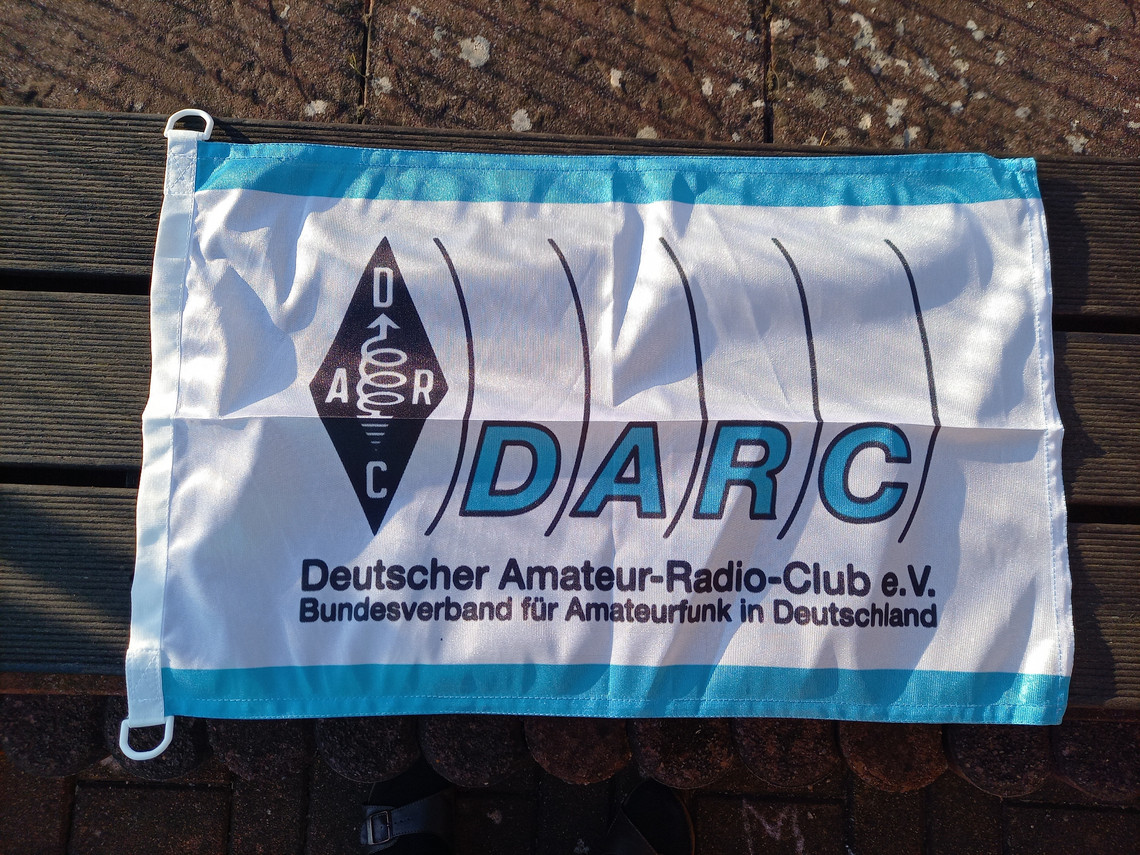 D
A R
C
DARC
Deutscher Amateur-Radio-Club e.V.
Bundesverband für Amateurfunk in Deutschland